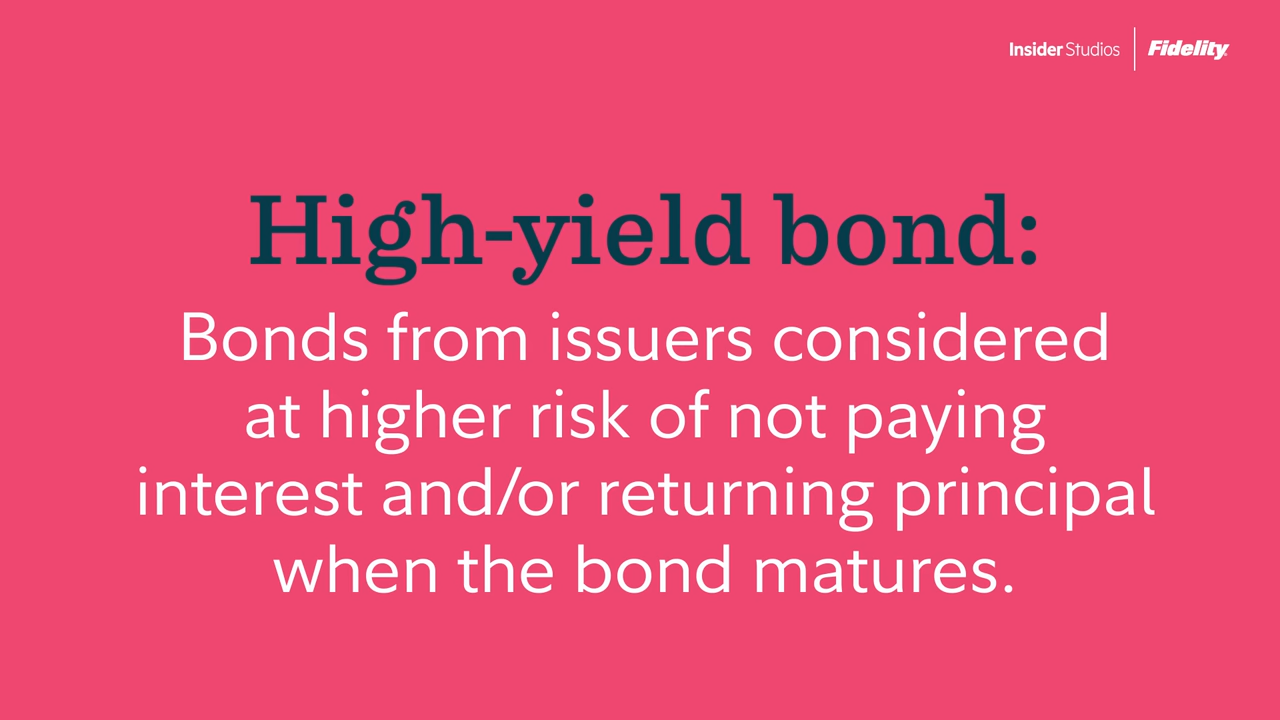 Insider Studios | Fidelity
High-yield bond:
Bonds from issuers considered
at higher risk of not paying
interest and/or returning principal
when the bond matures.